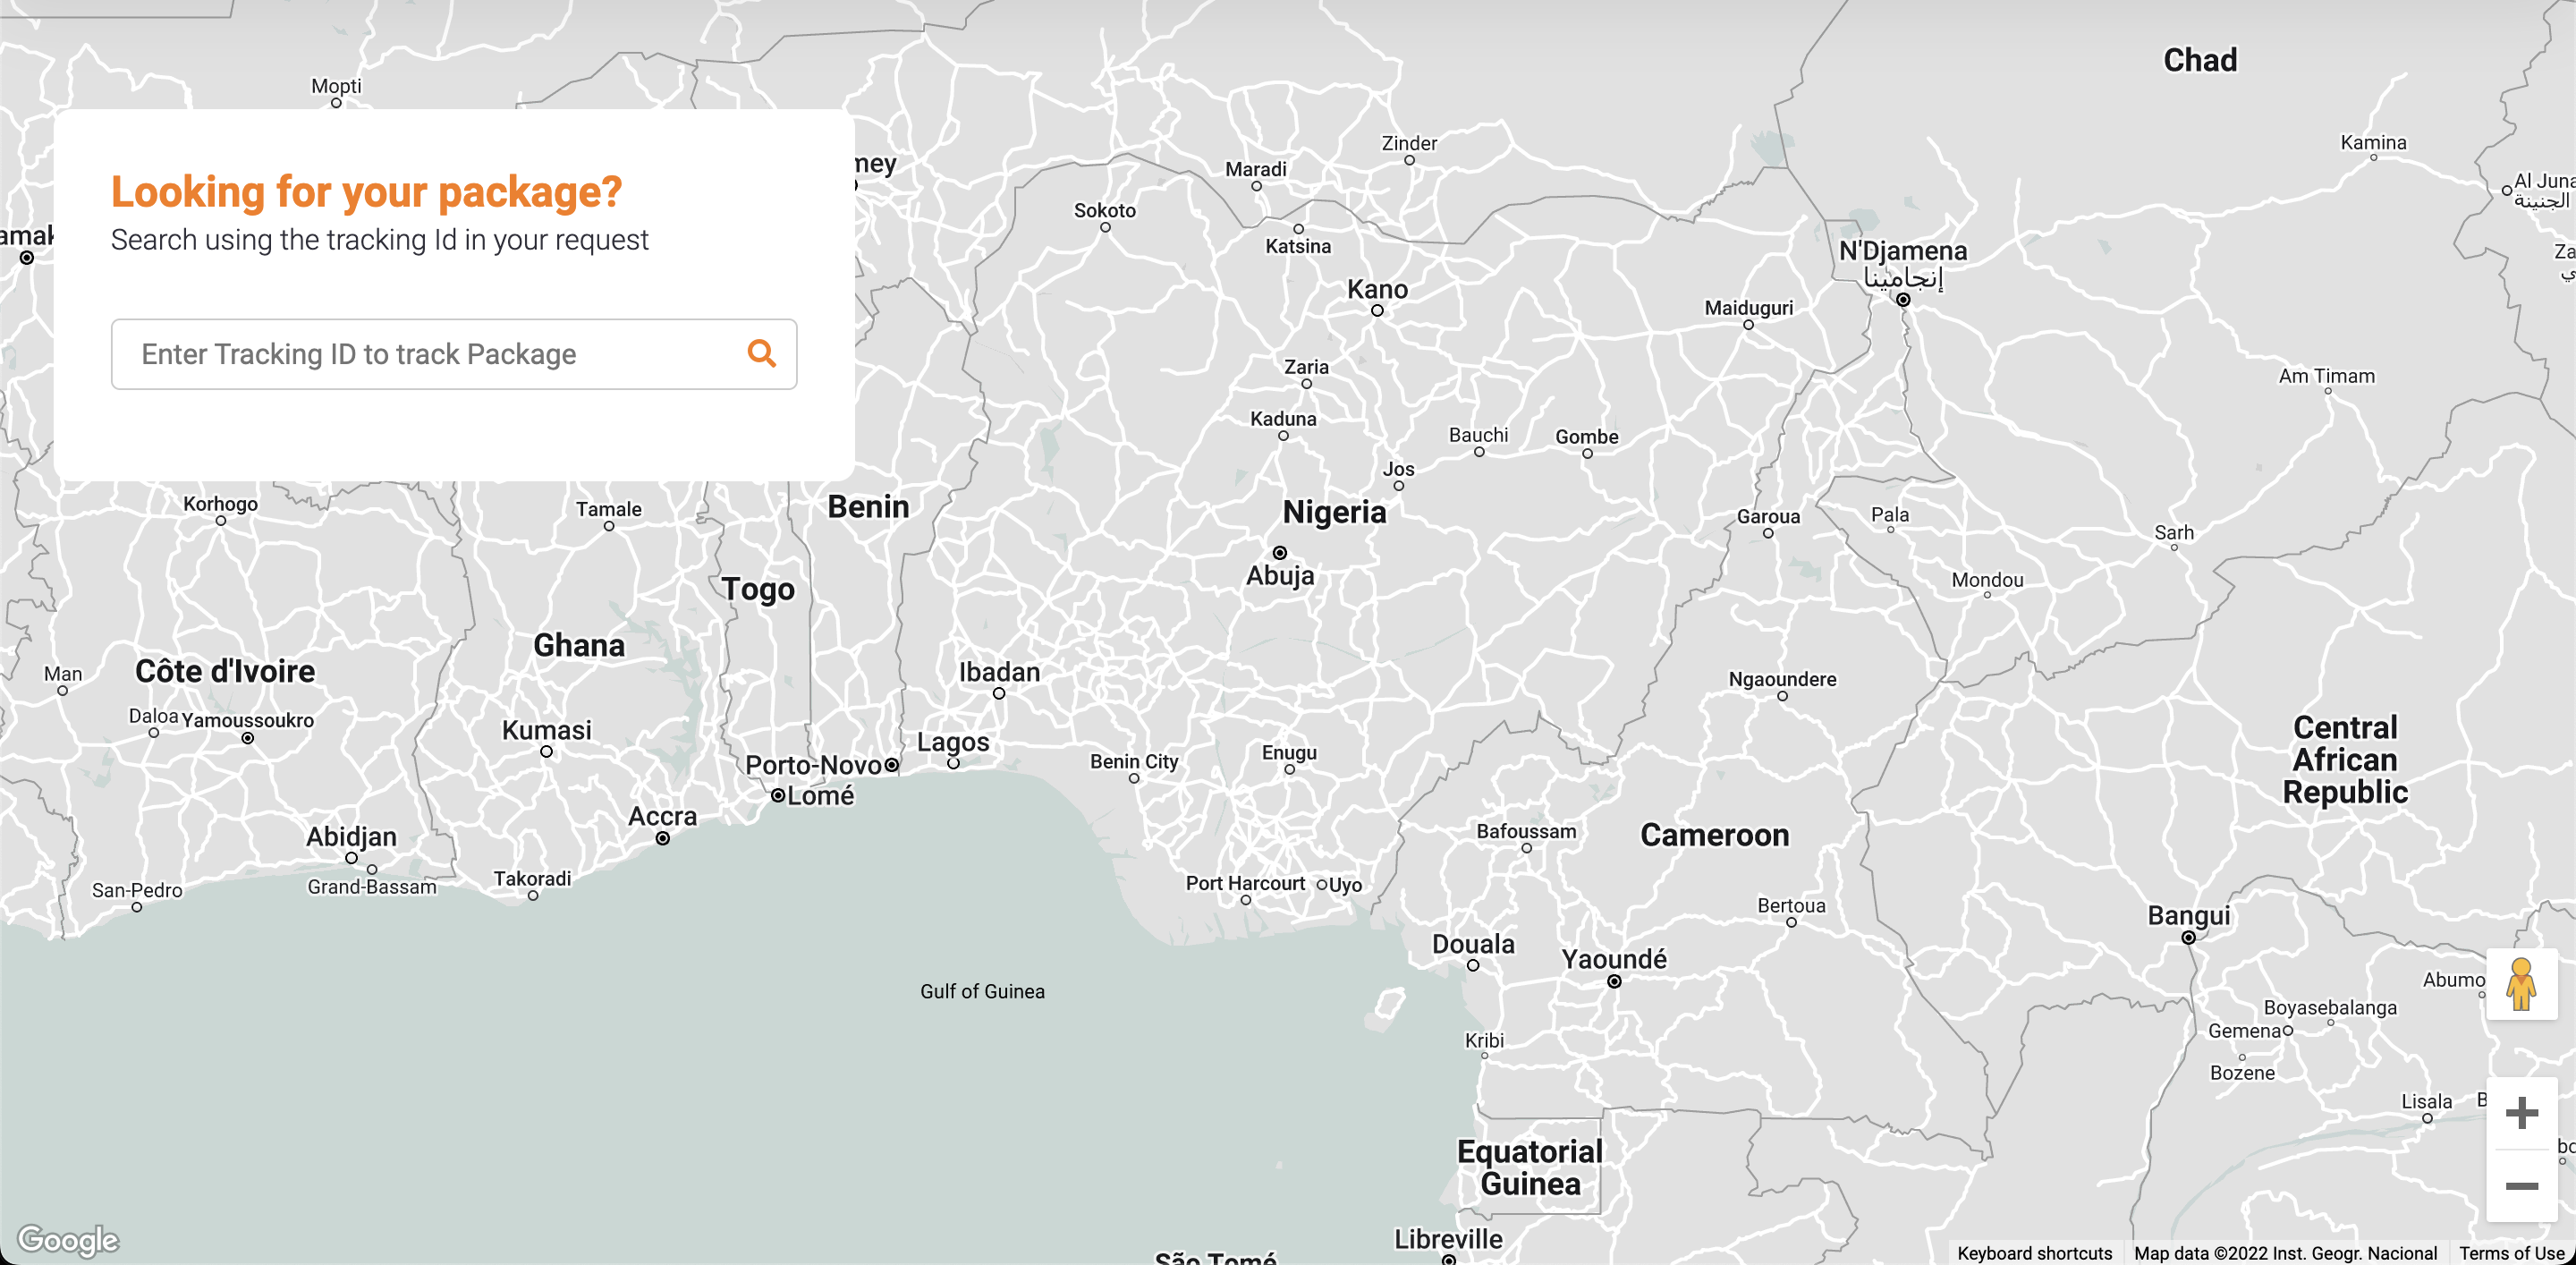 Looking for your package?
Search using the tracking Id in your request
Enter Tracking ID to track Package
Chad
Mopti
Kamina
Zinder
Maradi
Sokoto
Katsina
الجنينة
N'Djamena
إنجامينا
Kano
Maiduguri
Zaria
Am Timam
Kaduna
Bauchi
Gombe
Jos
Korhogo
Tamale
Benin
Nigeria
Garoua
Pala
Sarh
Abuja
Togo
Mondou
Ghana
Côte d'Ivoire
Man
Ibadan
Ngaoundere
Daloa
Yamoussoukro
Kumasi
Lagos
Central
African
Republic
Porto-Novo
Benin City
Enugu
Lomé
Accra
Abidjan
Bafoussam
Cameroon
Grand-Bassam
San-Pedro
Takoradi
Port Harcourt
Uyo
Bertoua
Bangui
Douala
Yaoundé
Gulf of Guinea
Abumo
Boyasebalanga
Gemena
Kribi
Bozene
Lisala
Equatorial
Guinea
Libreville
São Tomé
Google
Keyboard shortcuts
Map data ©2022 Inst. Geogr. Nacional
Terms of Use